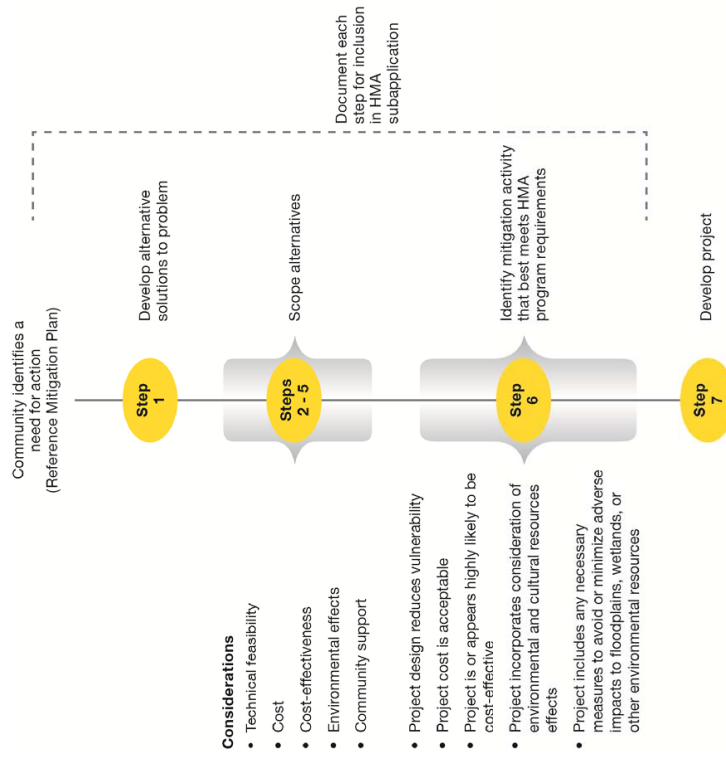 Community identifies a
need for action
(Reference Mitigation Plan)
Step
1
Develop alternative
solutions to problem
Considerations
• Technical feasibility
• Cost
• Cost-effectiveness
• Environmental effects
• Community support
Steps
2 - 5
Scope alternatives
Document each
step for inclusion
in HMA
subapplication
• Project design reduces vulnerability
• Project cost is acceptable
• Project is or appears highly likely to be
cost-effective
• Project incorporates consideration of
environmental and cultural resources
effects
• Project includes any necessary
measures to avoid or minimize adverse
impacts to floodplains, wetlands, or
other environmental resources
Step
6
Identify mitigation activity
that best meets HMA
program requirements
Step
7
Develop project